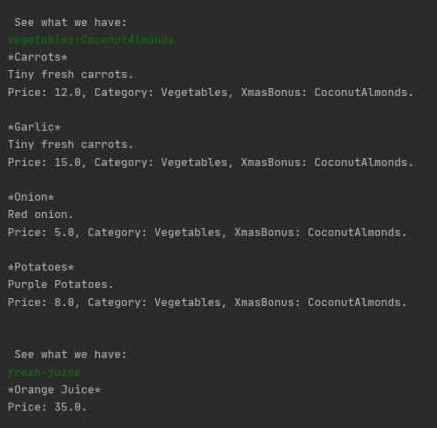 See what we have:
vegetables+CoconutAlmonds
*Carrots*
Tiny fresh carrots.
Price: 12.0, Category: Vegetables, XmasBonus: CoconutAlmonds.
*Garlic*
Tiny fresh carrots.
Price: 15.0, Category: Vegetables, XmasBonus: CoconutAlmonds.
*Onion*
Red onion.
Price: 5.0, Category: Vegetables, XmasBonus: CoconutAlmonds.
*Potatoes*
Purple Potatoes.
Price: 8.0, Category: Vegetables, XmasBonus: CoconutAlmonds.
See what we have:
fresh-juice
*Orange Juice*
Price: 35.0.